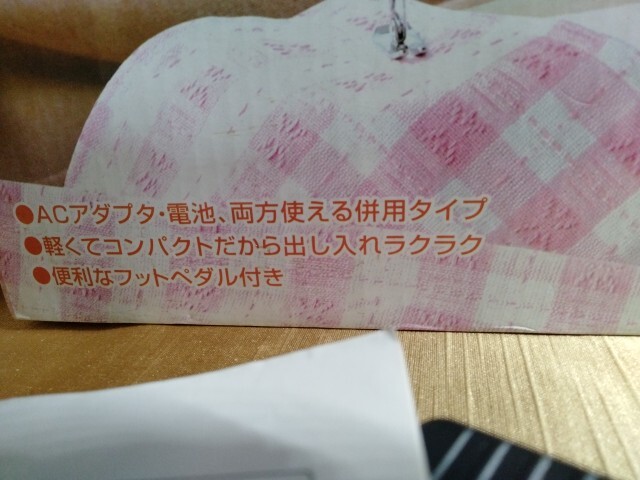 ●ACアダプタ・電池、両方使える併用タイプ
●軽くてコンパクトだから出し入れラクラク
●便利なフットペダル付き